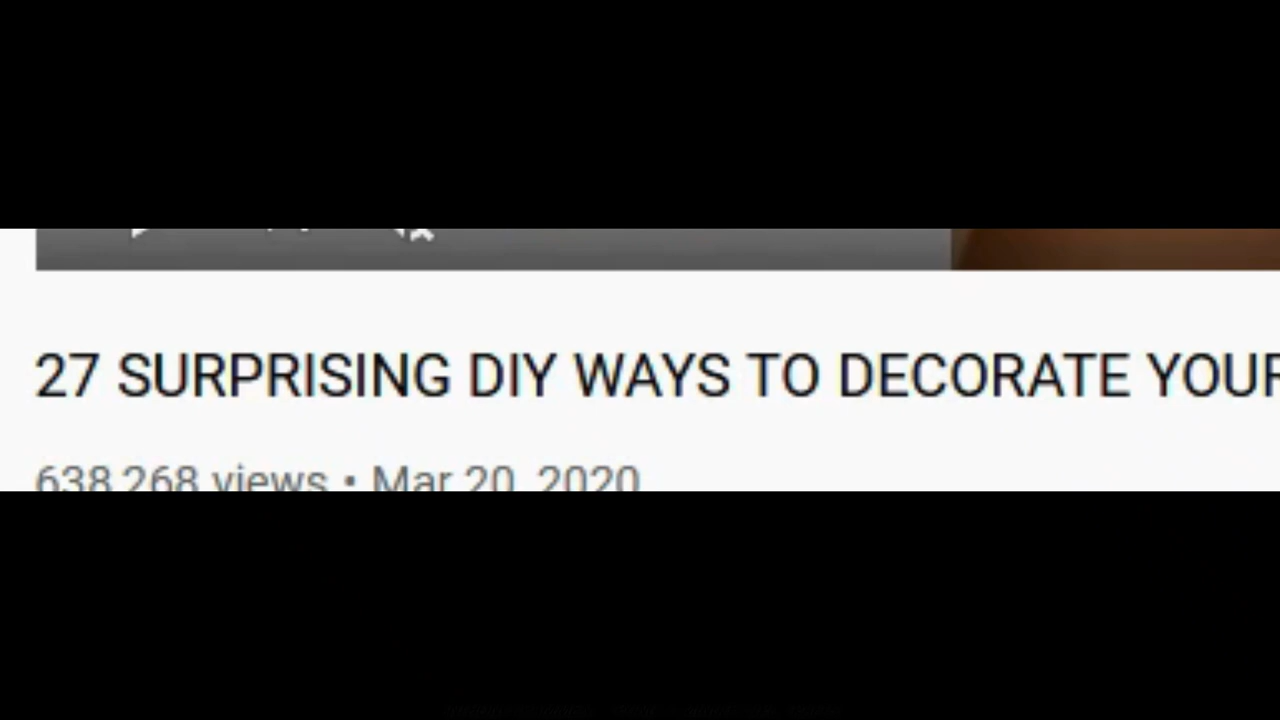 27 SURPRISING DIY WAYS TO DECORATE YOUR
638,268 views • Mar 20, 2020